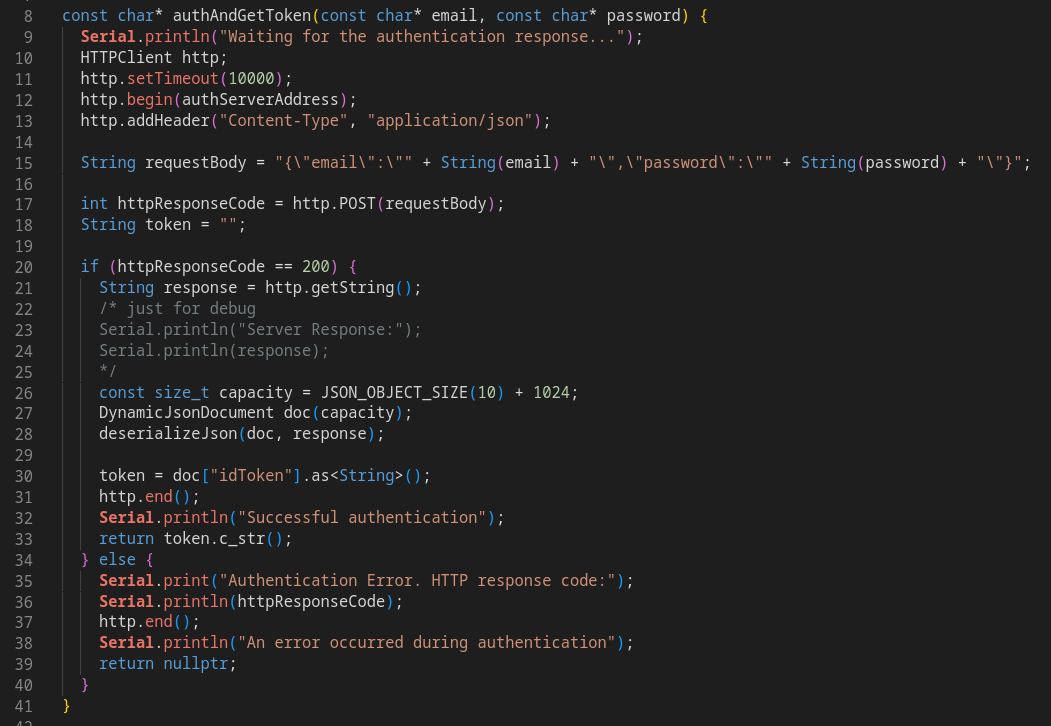 8 const char* authAndGetToken(const char* email, const char* password) {
9 Serial.println("Waiting for the authentication response...");
10 HTTPClient http;
11 http.setTimeout(10000);
12 http.begin(authServerAddress);
13 http.addHeader("Content-Type", "application/json");
14
15 String requestBody = "{\"email\":\"" + String(email) + "\",\"password\":\"" + String(password) + "\"}";
16
17 int httpResponseCode = http.POST(requestBody);
18 String token = "";
19
20 if (httpResponseCode == 200) {
21 String response = http.getString();
22 /* just for debug
23 Serial.println("Server Response:");
24 Serial.println(response);
25 */
26 const size_t capacity = JSON_OBJECT_SIZE(10) + 1024;
27 DynamicJsonDocument doc(capacity);
28 deserializeJson(doc, response);
29
30 token = doc["idToken"].as<String>();
31 http.end();
32 Serial.println("Successful authentication");
33 return token.c_str();
34 } else {
35 Serial.print("Authentication Error. HTTP response code:");
36 Serial.println(httpResponseCode);
37 http.end();
38 Serial.println("An error occurred during authentication");
39 return nullptr;
40 }
41 }